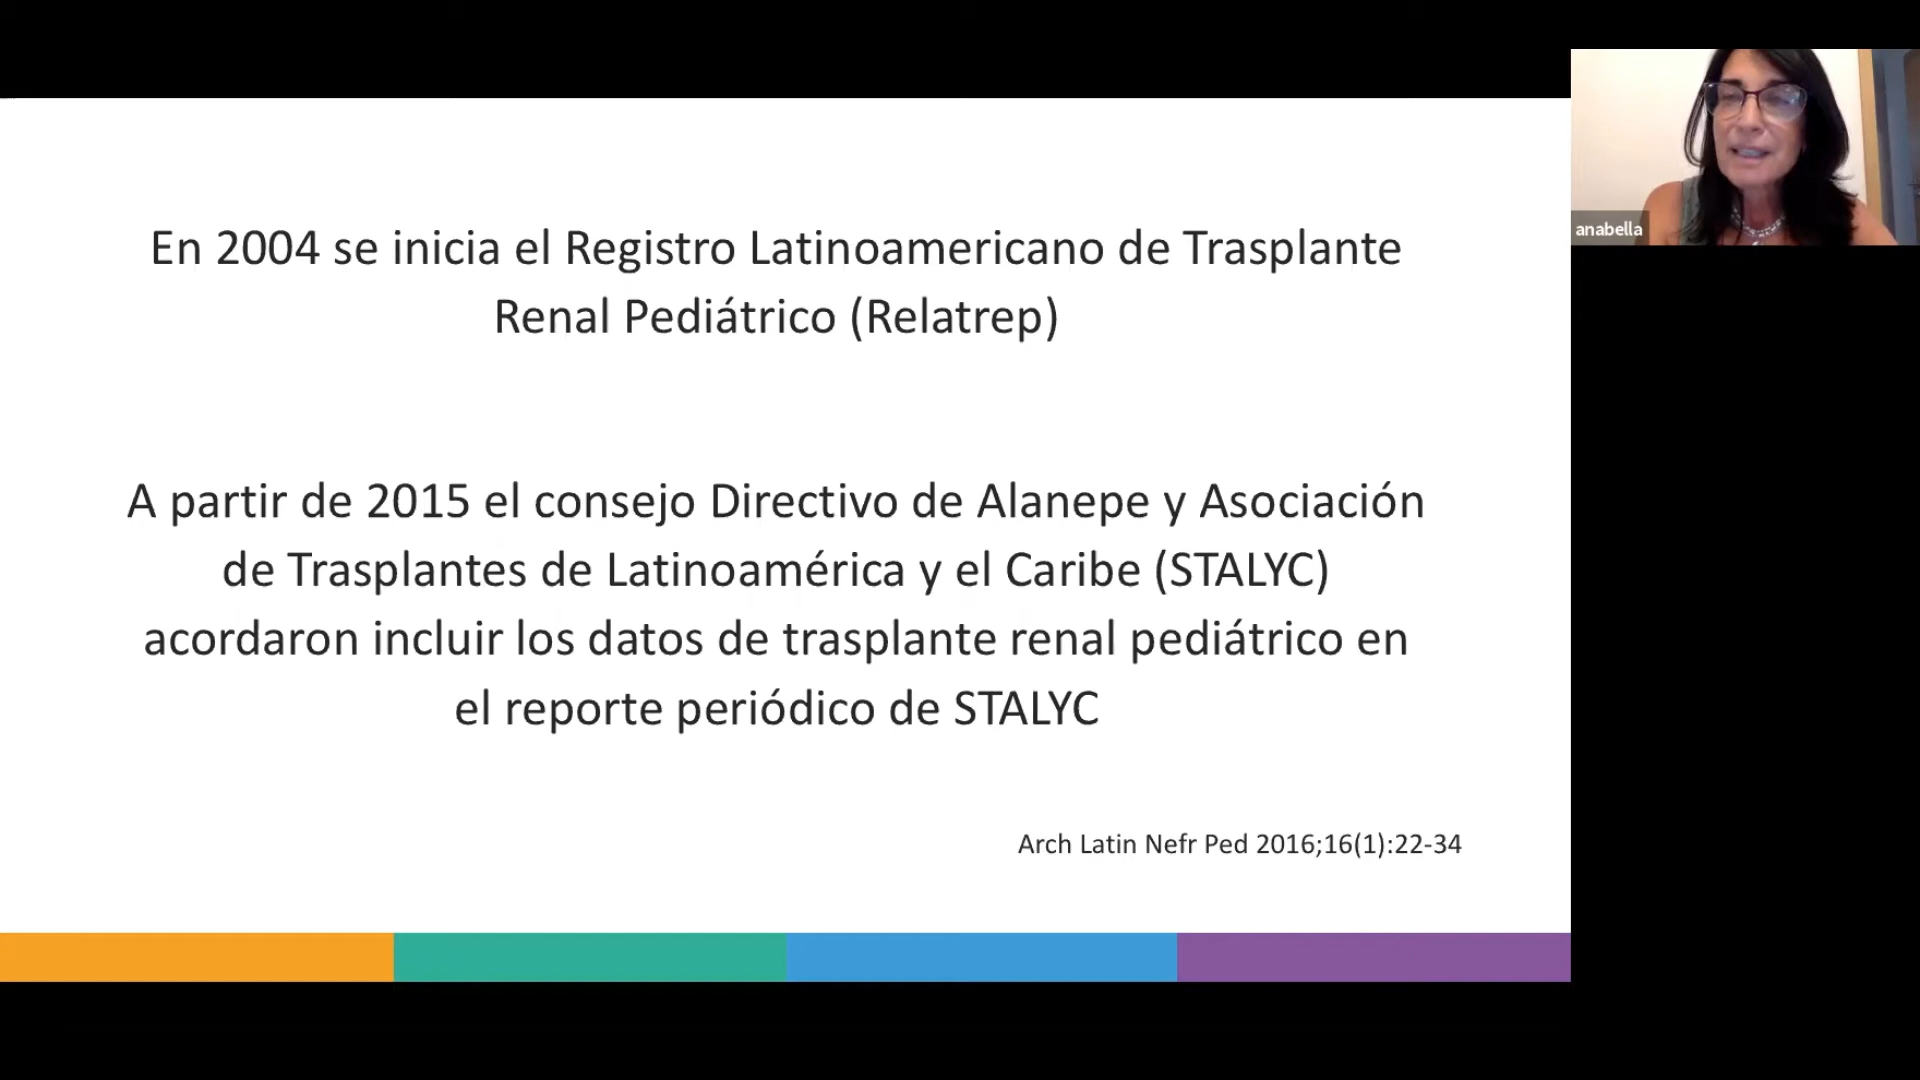 En 2004 se inicia el Registro Latinoamericano de Trasplante
Renal Pediátrico (Relatrep)
A partir de 2015 el consejo Directivo de Alanepe y Asociación
de Trasplantes de Latinoamérica y el Caribe (STALYC)
acordaron incluir los datos de trasplante renal pediátrico en
el reporte periódico de STALYC
Arch Latin Nefr Ped 2016;16(1):22-34
anabella